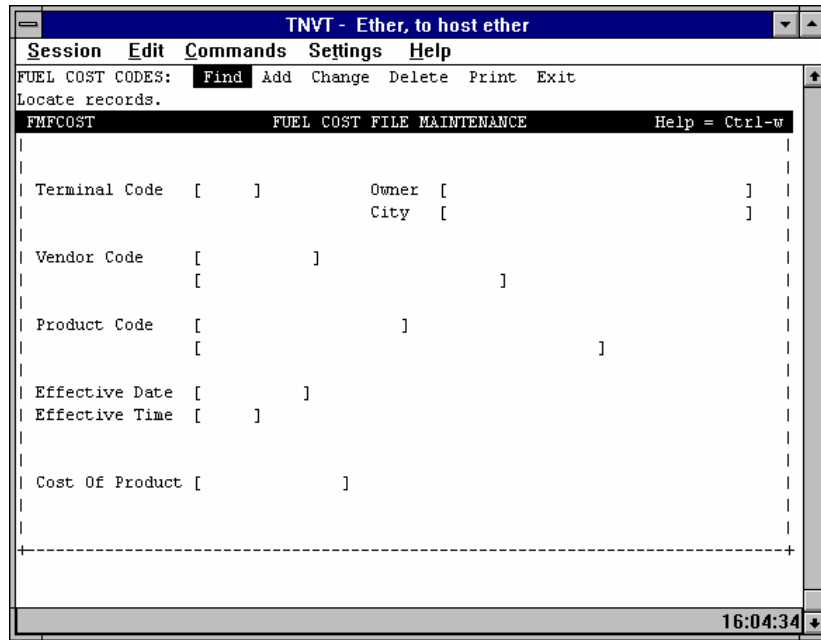 TNVT - Ether, to host ether
Session Edit Commands Settings Help
FUEL COST CODES: Find Add Change Delete Print Exit
Locate records.
FMFCOST FUEL COST FILE MAINTENANCE Help = Ctrl-w
Terminal Code [ ] Owner [ ]
City [ ]
Vendor Code [ ]
[ ]
Product Code [ ]
[ ]
Effective Date [ ]
Effective Time [ ]
Cost Of Product [ ]
16:04:34